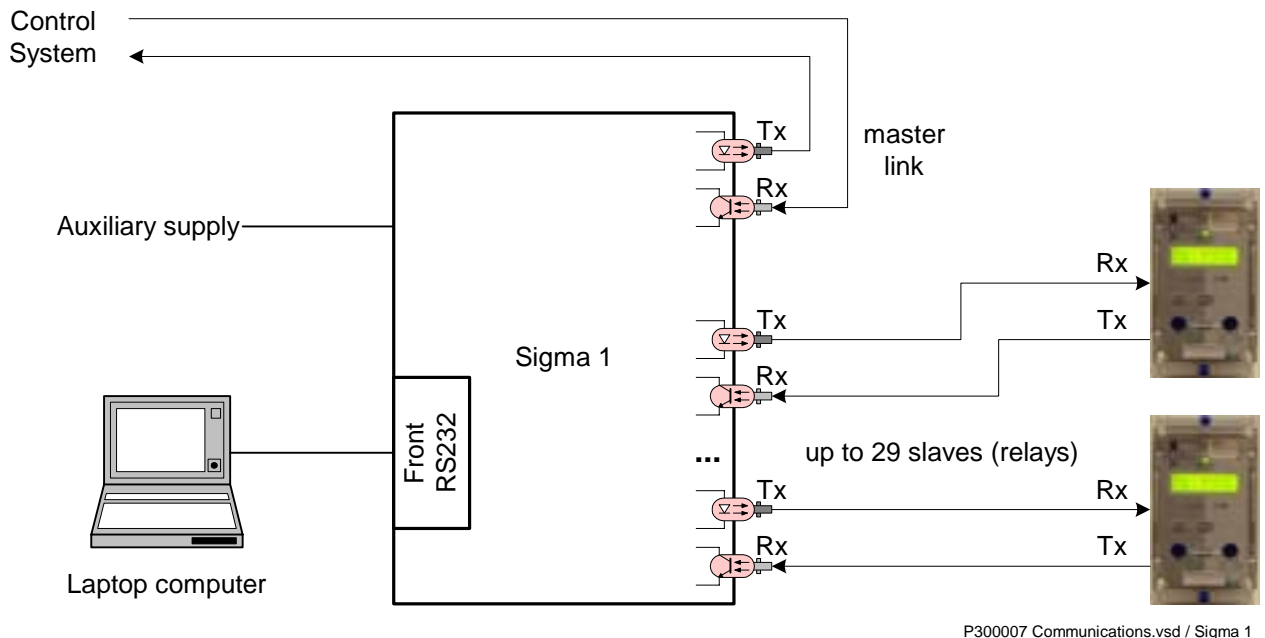 Control
System
Tx
master
link
Rx
Auxiliary supply
Rx
Tx
Tx
Sigma 1
Rx
Front
RS232
...
up to 29 slaves (relays)
Tx
Rx
Rx
Tx
Laptop computer
P300007 Communications.vsd / Sigma 1